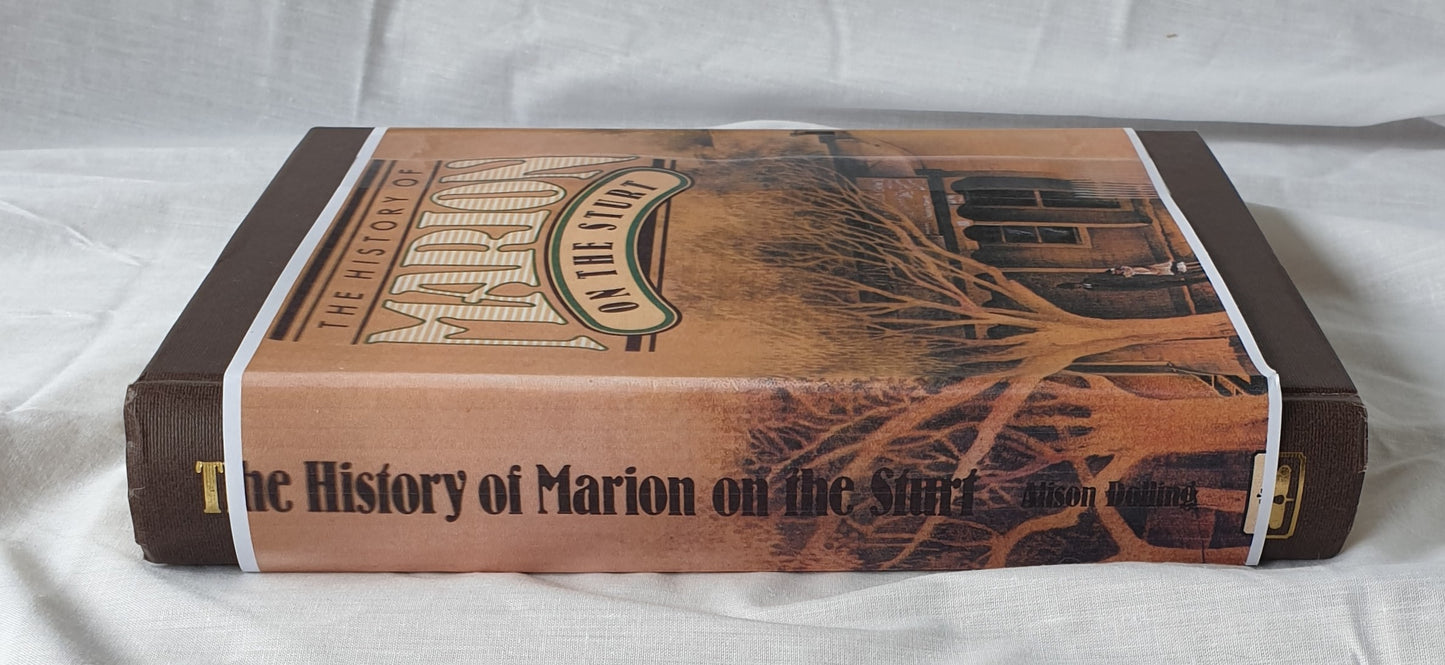 THE HISTORY OF
MARION
ON THE STURT
The History of Marion on the Sturt Alison Dolling